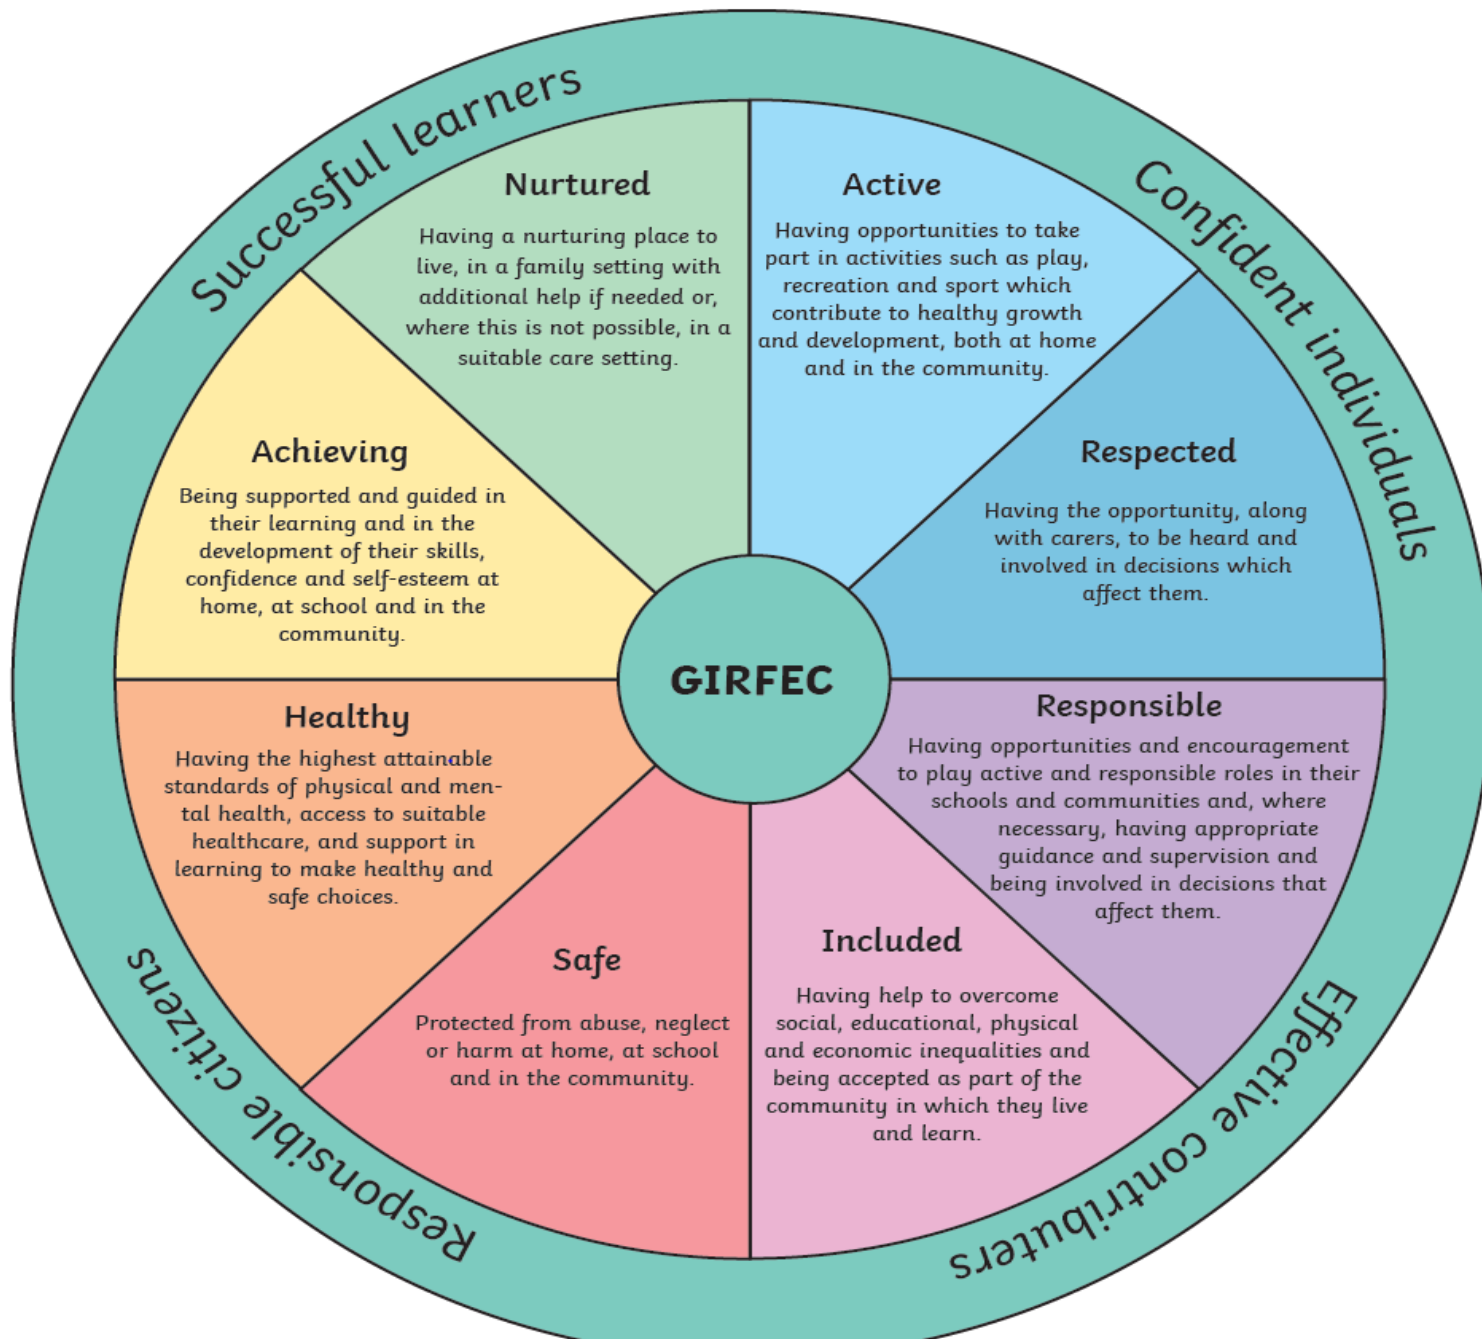 Successful learners
Confident individuals
Nurtured
Having a nurturing place to
live, in a family setting with
additional help if needed or,
where this is not possible, in a
suitable care setting.
Active
Having opportunities to take
part in activities such as play,
recreation and sport which
contribute to healthy growth
and development, both at home
and in the community.
Achieving
Being supported and guided in
their learning and in the
development of their skills,
confidence and self-esteem at
home, at school and in the
community.
Respected
Having the opportunity, along
with carers, to be heard and
involved in decisions which
affect them.
GIRFEC
Healthy
Having the highest attainable
standards of physical and men-
tal health, access to suitable
healthcare, and support in
learning to make healthy and
safe choices.
Responsible
Having opportunities and encouragement
to play active and responsible roles in their
schools and communities and, where
necessary, having appropriate
guidance and supervision and
being involved in decisions that
affect them.
Safe
Protected from abuse, neglect
or harm at home, at school
and in the community.
Included
Having help to overcome
social, educational, physical
and economic inequalities and
being accepted as part of the
community in which they live
and learn.
Responsible citizens
Effective contributers